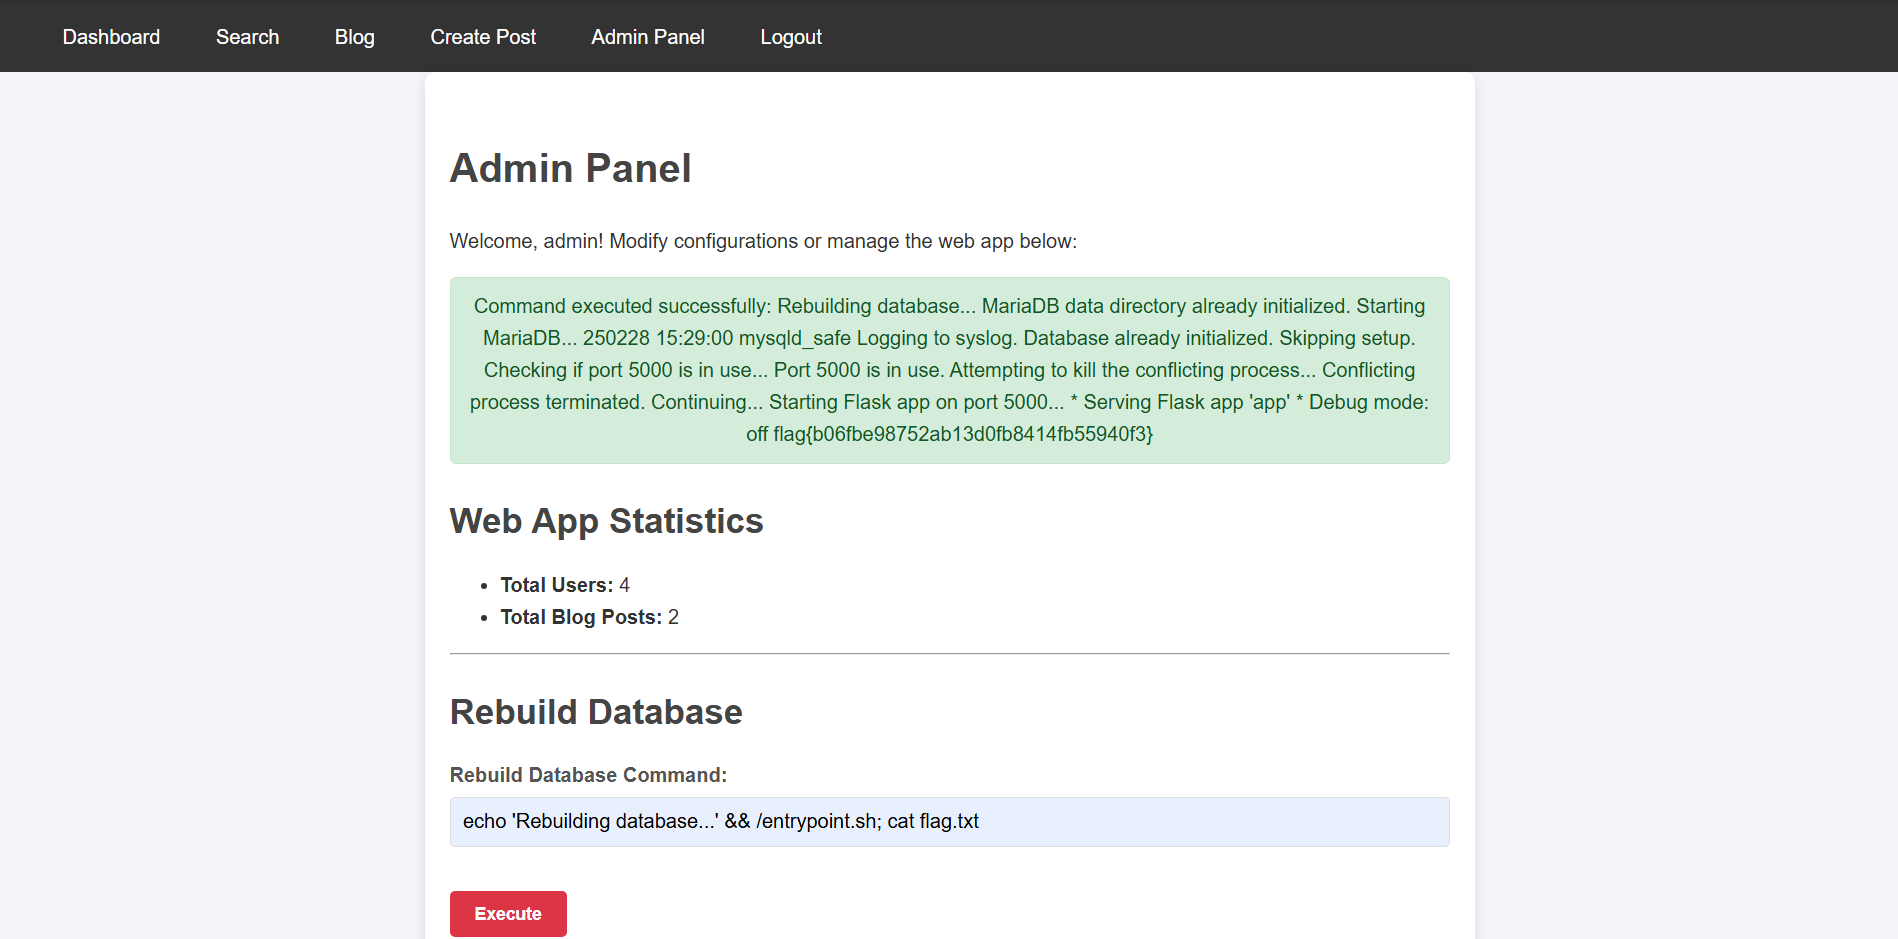 Dashboard Search Blog Create Post Admin Panel Logout
Admin Panel
Welcome, admin! Modify configurations or manage the web app below:
Command executed successfully: Rebuilding database... MariaDB data directory already initialized. Starting
MariaDB... 250228 15:29:00 mysqld_safe Logging to syslog. Database already initialized. Skipping setup.
Checking if port 5000 is in use... Port 5000 is in use. Attempting to kill the conflicting process... Conflicting
process terminated. Continuing... Starting Flask app on port 5000... * Serving Flask app 'app' * Debug mode:
off flag{b06fbe98752ab13d0fb8414fb55940f3}
Web App Statistics
• Total Users: 4
• Total Blog Posts: 2
Rebuild Database
Rebuild Database Command:
echo 'Rebuilding database...' && /entrypoint.sh; cat flag.txt
Execute